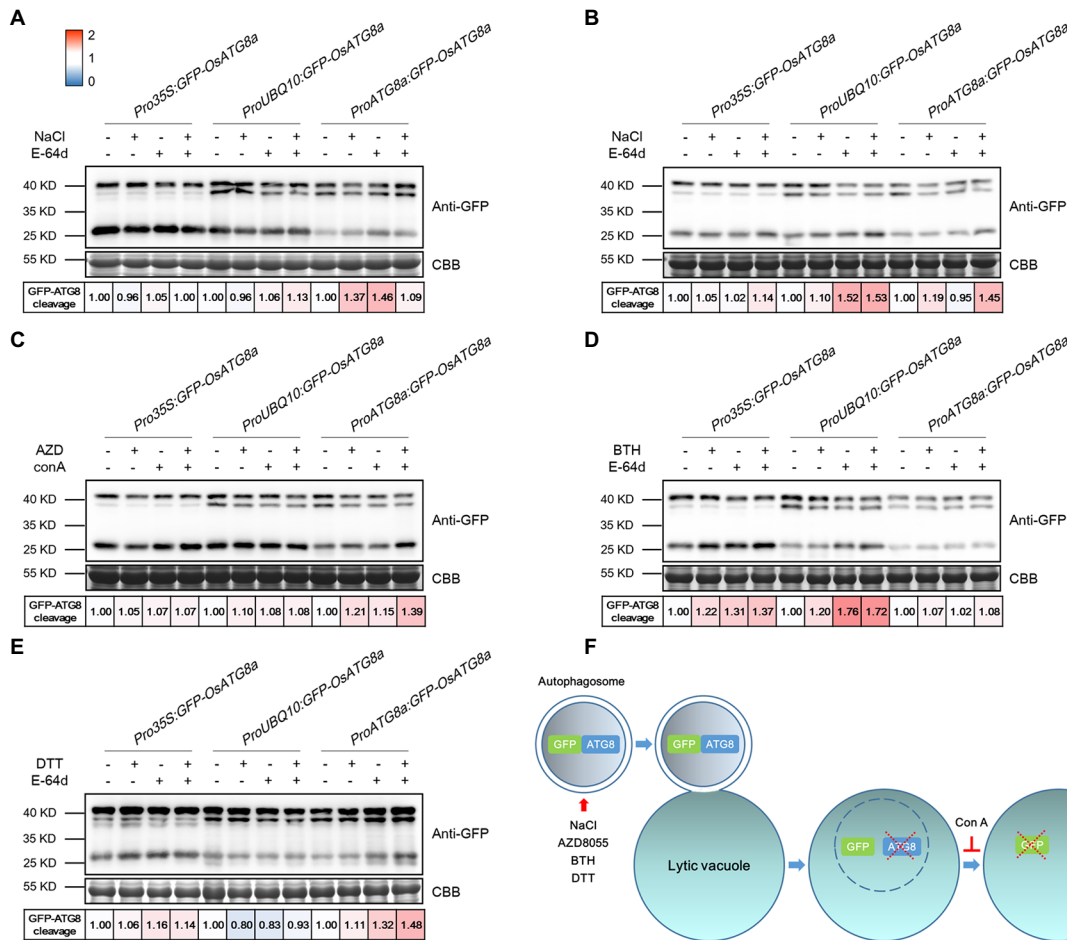 A
2
1
0
Pro35S:GFP-OsATG8a
ProUBQ10:GFP-OsATG8a
ProATG8a:GFP-OsATG8a
NaCl - + - + - + - + - + - +
E-64d - - + + - - + + - - + +
40 KD
35 KD
25 KD
Anti-GFP
55 KD
CBB
GFP-ATG8 cleavage 1.00 0.96 1.05 1.00 1.00 0.96 1.06 1.13 1.00 1.37 1.46 1.09
B
Pro35S:GFP-OsATG8a
ProUBQ10:GFP-OsATG8a
ProATG8a:GFP-OsATG8a
NaCl - + - + - + - + - + - +
E-64d - - + + - - + + - - - +
40 KD
35 KD
25 KD
Anti-GFP
55 KD
CBB
GFP-ATG8 cleavage 1.00 1.05 1.02 1.14 1.00 1.10 1.52 1.53 1.00 1.19 0.95 1.45
C
Pro35S:GFP-OsATG8a
ProUBQ10:GFP-OsATG8a
ProATG8a:GFP-OsATG8a
AZD - + - + - + - + - + - +
conA - - + + - - + + - - + +
40 KD
35 KD
25 KD
Anti-GFP
55 KD
CBB
GFP-ATG8 cleavage 1.00 1.05 1.07 1.07 1.00 1.10 1.08 1.08 1.00 1.21 1.15 1.39
D
Pro35S:GFP-OsATG8a
ProUBQ10:GFP-OsATG8a
ProATG8a:GFP-OsATG8a
BTH - + - + - + - + - + - +
E-64d - - + + - - + + - - + +
40 KD
35 KD
25 KD
Anti-GFP
55 KD
CBB
GFP-ATG8 cleavage 1.00 1.22 1.31 1.37 1.00 1.20 1.76 1.72 1.00 1.07 1.02 1.08
E
Pro35S:GFP-OsATG8a
ProUBQ10:GFP-OsATG8a
ProATG8a:GFP-OsATG8a
DTT - + - + - + - + - + - +
E-64d - - + + - - + + - - + +
40 KD
35 KD
25 KD
Anti-GFP
55 KD
CBB
GFP-ATG8 cleavage 1.00 1.06 1.16 1.14 1.00 0.80 0.83 0.93 1.00 1.11 1.32 1.48
F
Autophagosome
GFP ATG8
GFP ATG8
NaCl
AZD8055
BTH
DTT
Lytic vacuole
GFP ATG8
Con A
GFP